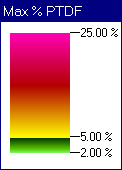 Max % PTDF
25.00 %
5.00 %
2.00 %